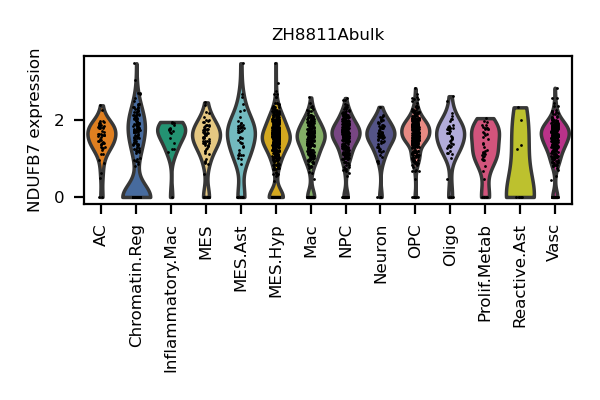 ZH8811Abulk
NDUFB7 expression
2
0
AC
Chromatin.Reg
Inflammatory.Mac
MES
MES.Ast
MES.Hyp
Mac
NPC
Neuron
OPC
Oligo
Prolif.Metab
Reactive.Ast
Vasc